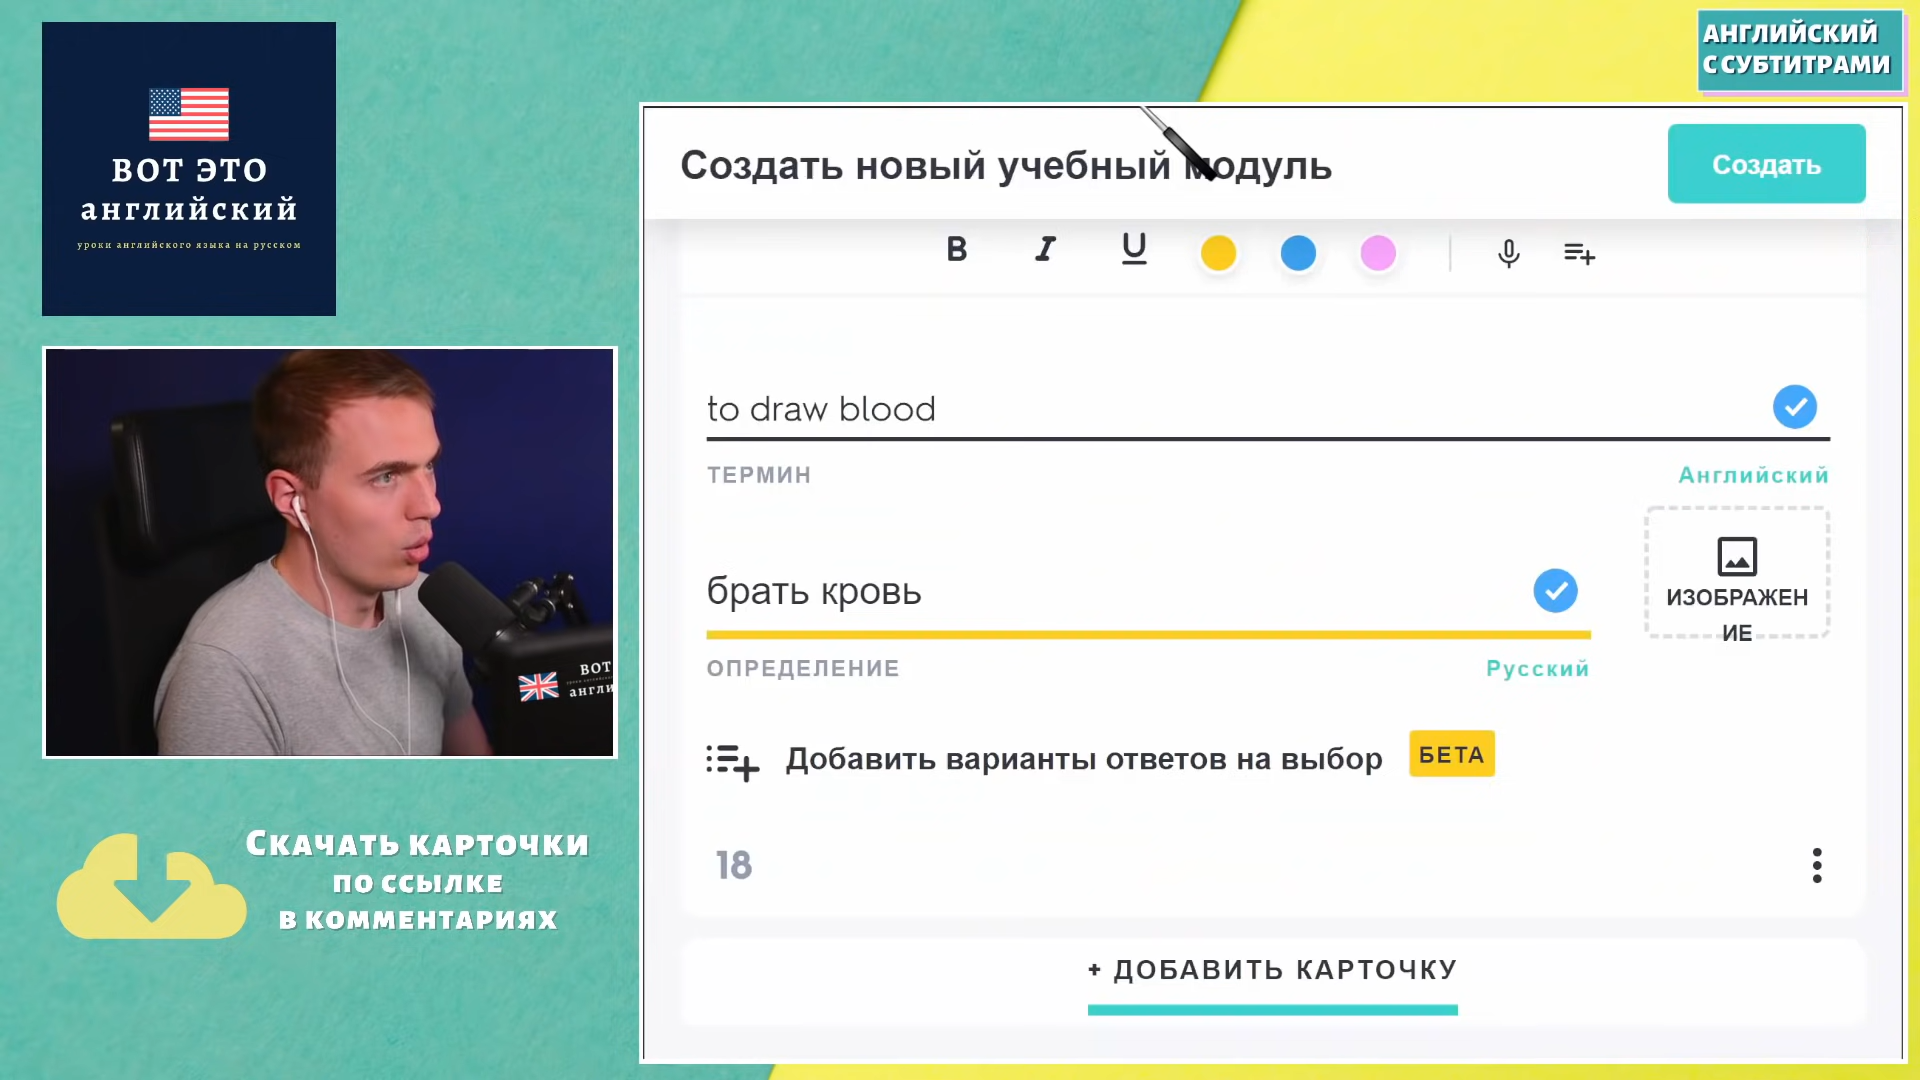 ВОТ ЭТО
английский
уроки английского языка на русском
АНГЛИЙСКИЙ
С СУБТИТРАМИ
Создать новый учебный модуль
Создать
B I U
to draw blood
ТЕРМИН
Английский
брать кровь
ОПРЕДЕЛЕНИЕ
Русский
ИЗОБРАЖЕН
ИЕ
Добавить варианты ответов на выбор
БЕТА
18
+ ДОБАВИТЬ КАРТОЧКУ
ВОТ
англи
Скачать карточки
по ссылке
в комментариях